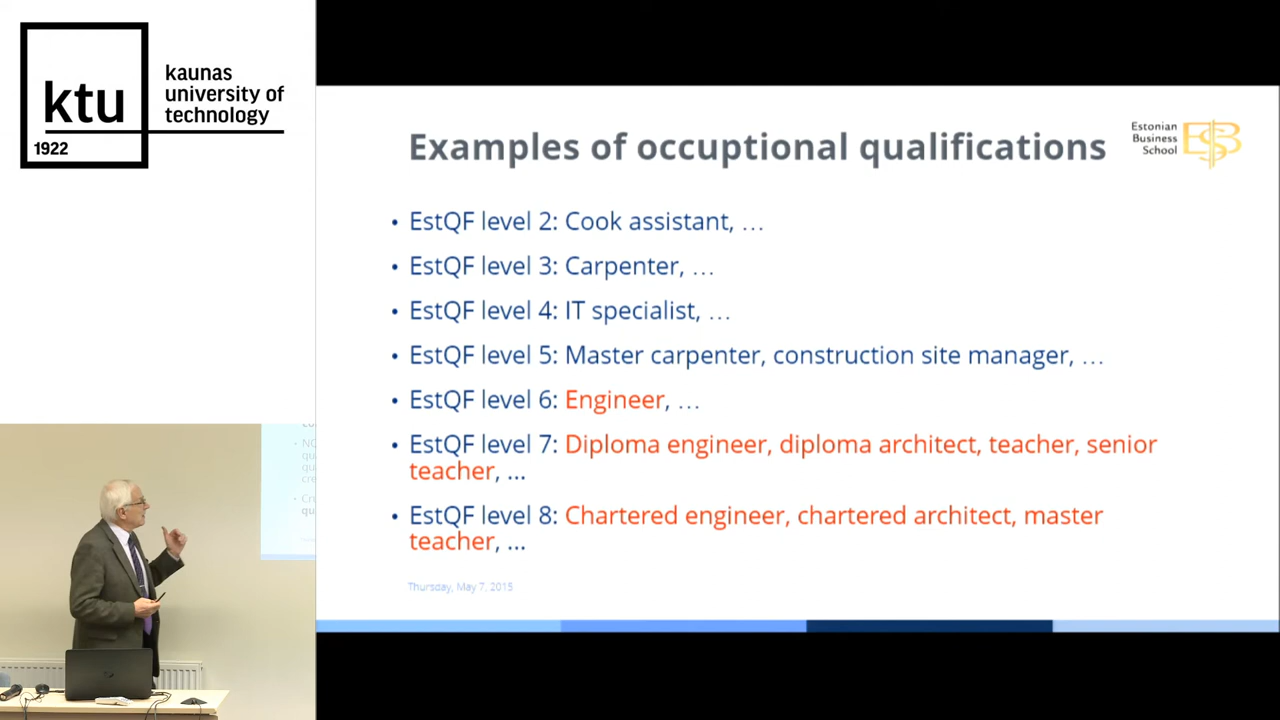 ktu
1922
kaunas
university of
technology
Examples of occuptional qualifications
Estonian
Business
School
EBS
• EstQF level 2: Cook assistant, …
• EstQF level 3: Carpenter, …
• EstQF level 4: IT specialist, …
• EstQF level 5: Master carpenter, construction site manager, …
• EstQF level 6: Engineer, …
• EstQF level 7: Diploma engineer, diploma architect, teacher, senior
teacher, ...
• EstQF level 8: Chartered engineer, chartered architect, master
teacher, ...
Thursday, May 7, 2015